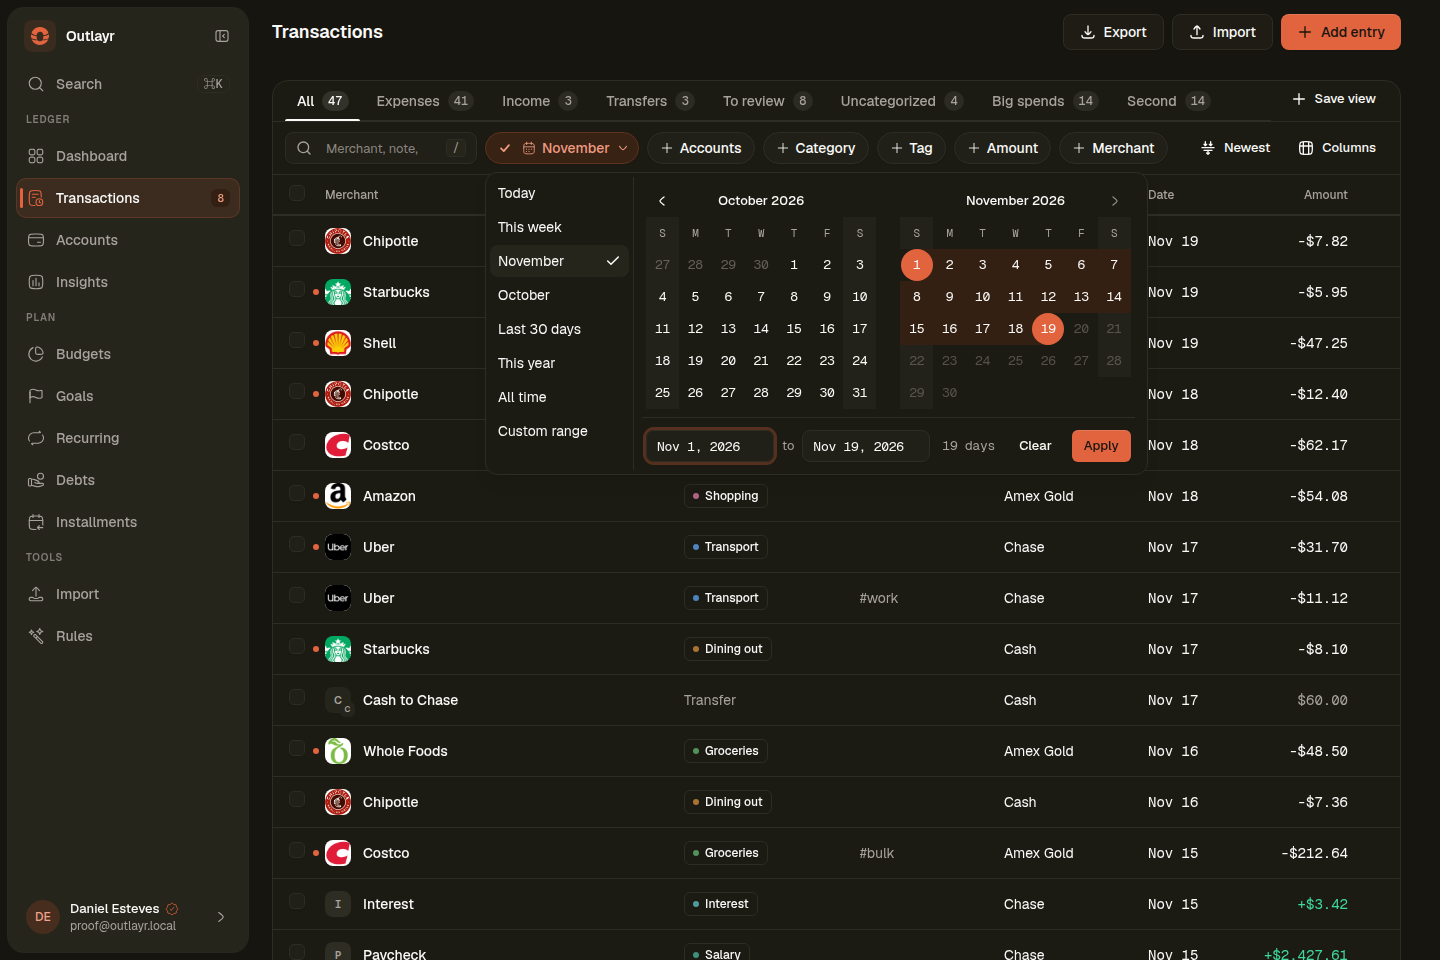 Outlayr
Search ⌘K
LEDGER
Dashboard
Transactions 8
Accounts
Insights
PLAN
Budgets
Goals
Recurring
Debts
Installments
TOOLS
Import
Rules
DE Daniel Esteves
proof@outlayr.local
Transactions
Export Import Add entry
All 47 Expenses 41 Income 3 Transfers 3 To review 8 Uncategorized 4 Big spends 14 Second 14 Save view
Merchant, note, / November Accounts Category Tag Amount Merchant Newest Columns
Merchant Date Amount
Today
This week
November
October
Last 30 days
This year
All time
Custom range
October 2026
S M T W T F S
27 28 29 30 1 2 3
4 5 6 7 8 9 10
11 12 13 14 15 16 17
18 19 20 21 22 23 24
25 26 27 28 29 30 31
November 2026
S M T W T F S
1 2 3 4 5 6 7
8 9 10 11 12 13 14
15 16 17 18 19 20 21
22 23 24 25 26 27 28
29 30
Nov 1, 2026 to Nov 19, 2026 19 days Clear Apply
Chipotle Nov 19 -$7.82
Starbucks Nov 19 -$5.95
Shell Nov 19 -$47.25
Chipotle Nov 18 -$12.40
Costco Nov 18 -$62.17
Amazon Shopping Amex Gold Nov 18 -$54.08
Uber Uber Transport Chase Nov 17 -$31.70
Uber Uber Transport #work Chase Nov 17 -$11.12
Starbucks Dining out Cash Nov 17 -$8.10
C C Cash to Chase Transfer Cash Nov 17 $60.00
Whole Foods Groceries Amex Gold Nov 16 -$48.50
Chipotle Dining out Cash Nov 16 -$7.36
Costco Groceries #bulk Amex Gold Nov 15 -$212.64
I Interest Interest Chase Nov 15 +$3.42
P Paycheck Salary Chase Nov 15 +$2,427.61